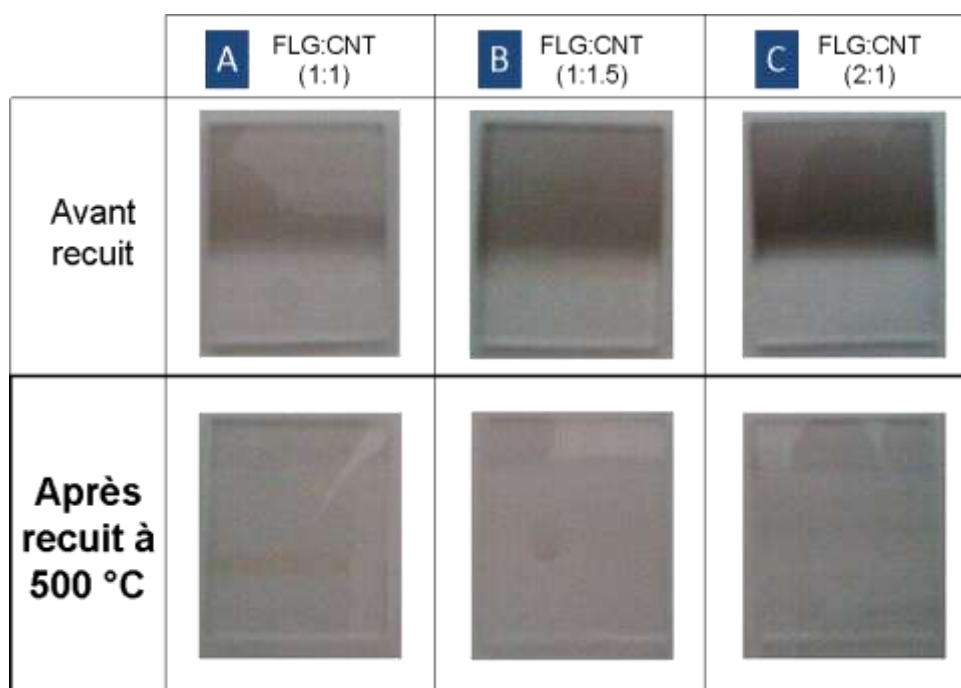 A
FLG:CNT
(1:1)
B
FLG:CNT
(1:1.5)
C
FLG:CNT
(2:1)
Avant
recuit
Après
recuit à
500 °C